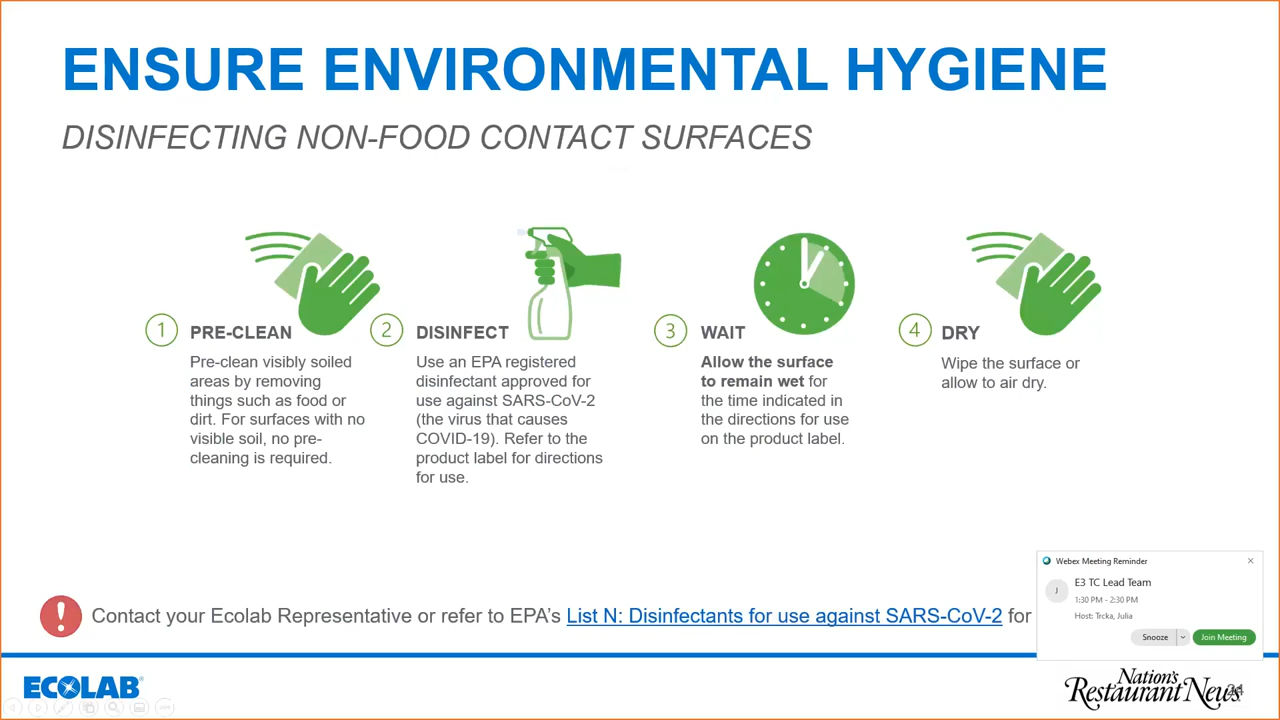 ENSURE ENVIRONMENTAL HYGIENE
DISINFECTING NON-FOOD CONTACT SURFACES
1 PRE-CLEAN
Pre-clean visibly soiled
areas by removing
things such as food or
dirt. For surfaces with no
visible soil, no pre-
cleaning is required.
2 DISINFECT
Use an EPA registered
disinfectant approved for
use against SARS-CoV-2
(the virus that causes
COVID-19). Refer to the
product label for directions
for use.
3 WAIT
Allow the surface
to remain wet for
the time indicated in
the directions for use
on the product label.
4 DRY
Wipe the surface or
allow to air dry.
! Contact your Ecolab Representative or refer to EPA's List N: Disinfectants for use against SARS-CoV-2 for
Webex Meeting Reminder
J
E3 TC Lead Team
1:30 PM - 2:30 PM
Host: Trcka, Julia
Snooze
Join Meeting
ECOLAB®
Nation's
Restaurant News
24